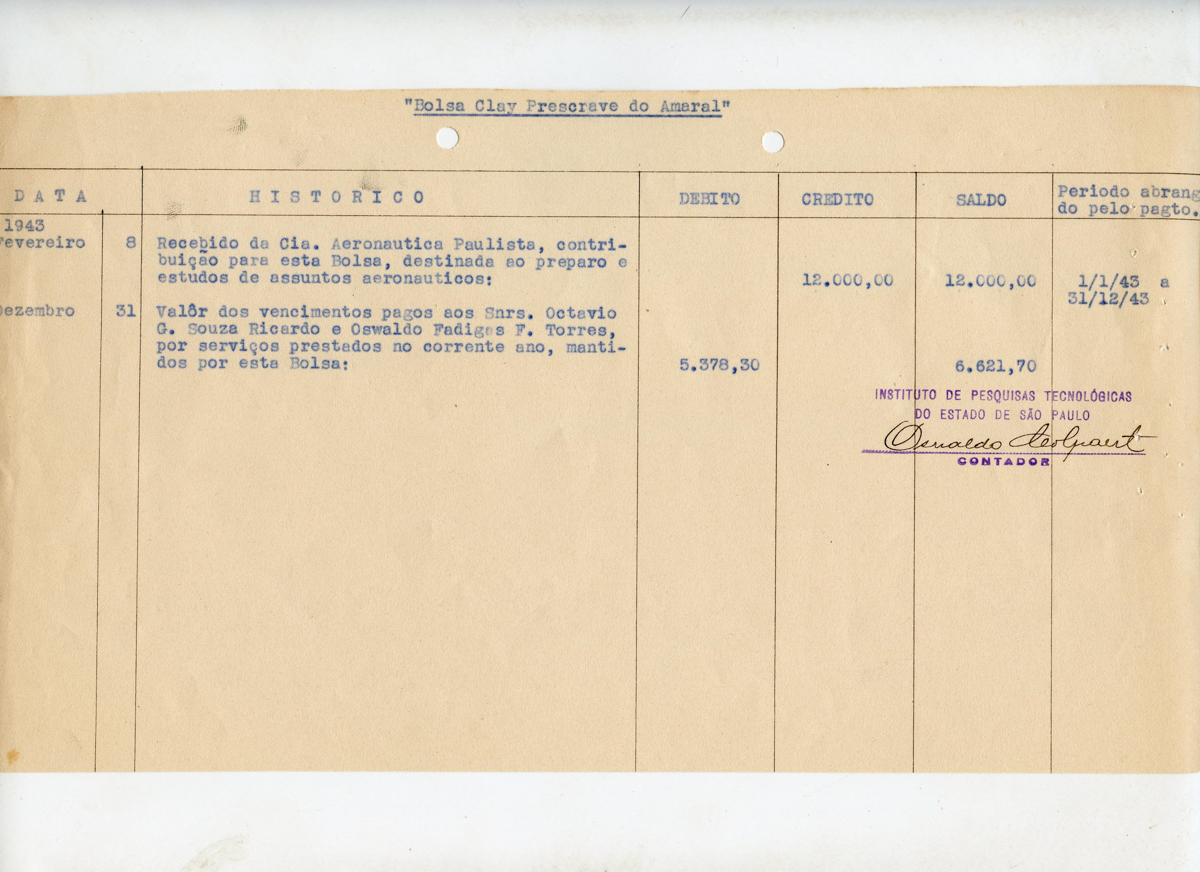 "Bolsa Clay Prescrave do Amaral"
DATA HISTORICO DEBITO CREDITO SALDO Periodo abrang
do pelo pagto.
1943
evereiro 8 Recebido da Cia. Aeronautica Paulista, contri-
buição para esta Bolsa, destinada ao preparo e
estudos de assuntos aeronauticos: 12.000,00 12.000,00 1/1/43 a
31/12/43
ezembro 31 Valôr dos vencimentos pagos aos Snrs. Octavio
G. Souza Ricardo e Oswaldo Fadigas F. Torres,
por serviços prestados no corrente ano, manti-
dos por esta Bolsa: 5.378,30 6.621,70
INSTITUTO DE PESQUISAS TECNOLÓGICAS
DO ESTADO DE SÃO PAULO
Osvaldo
CONTADOR